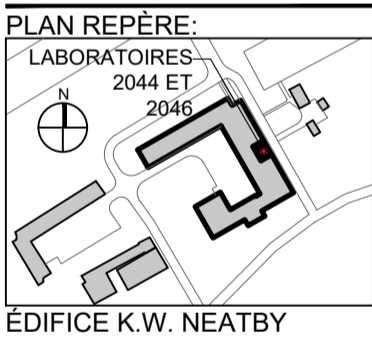 PLAN REPÈRE:
LABORATOIRES
2044 ET
2046
N
ÉDIFICE K.W. NEATBY